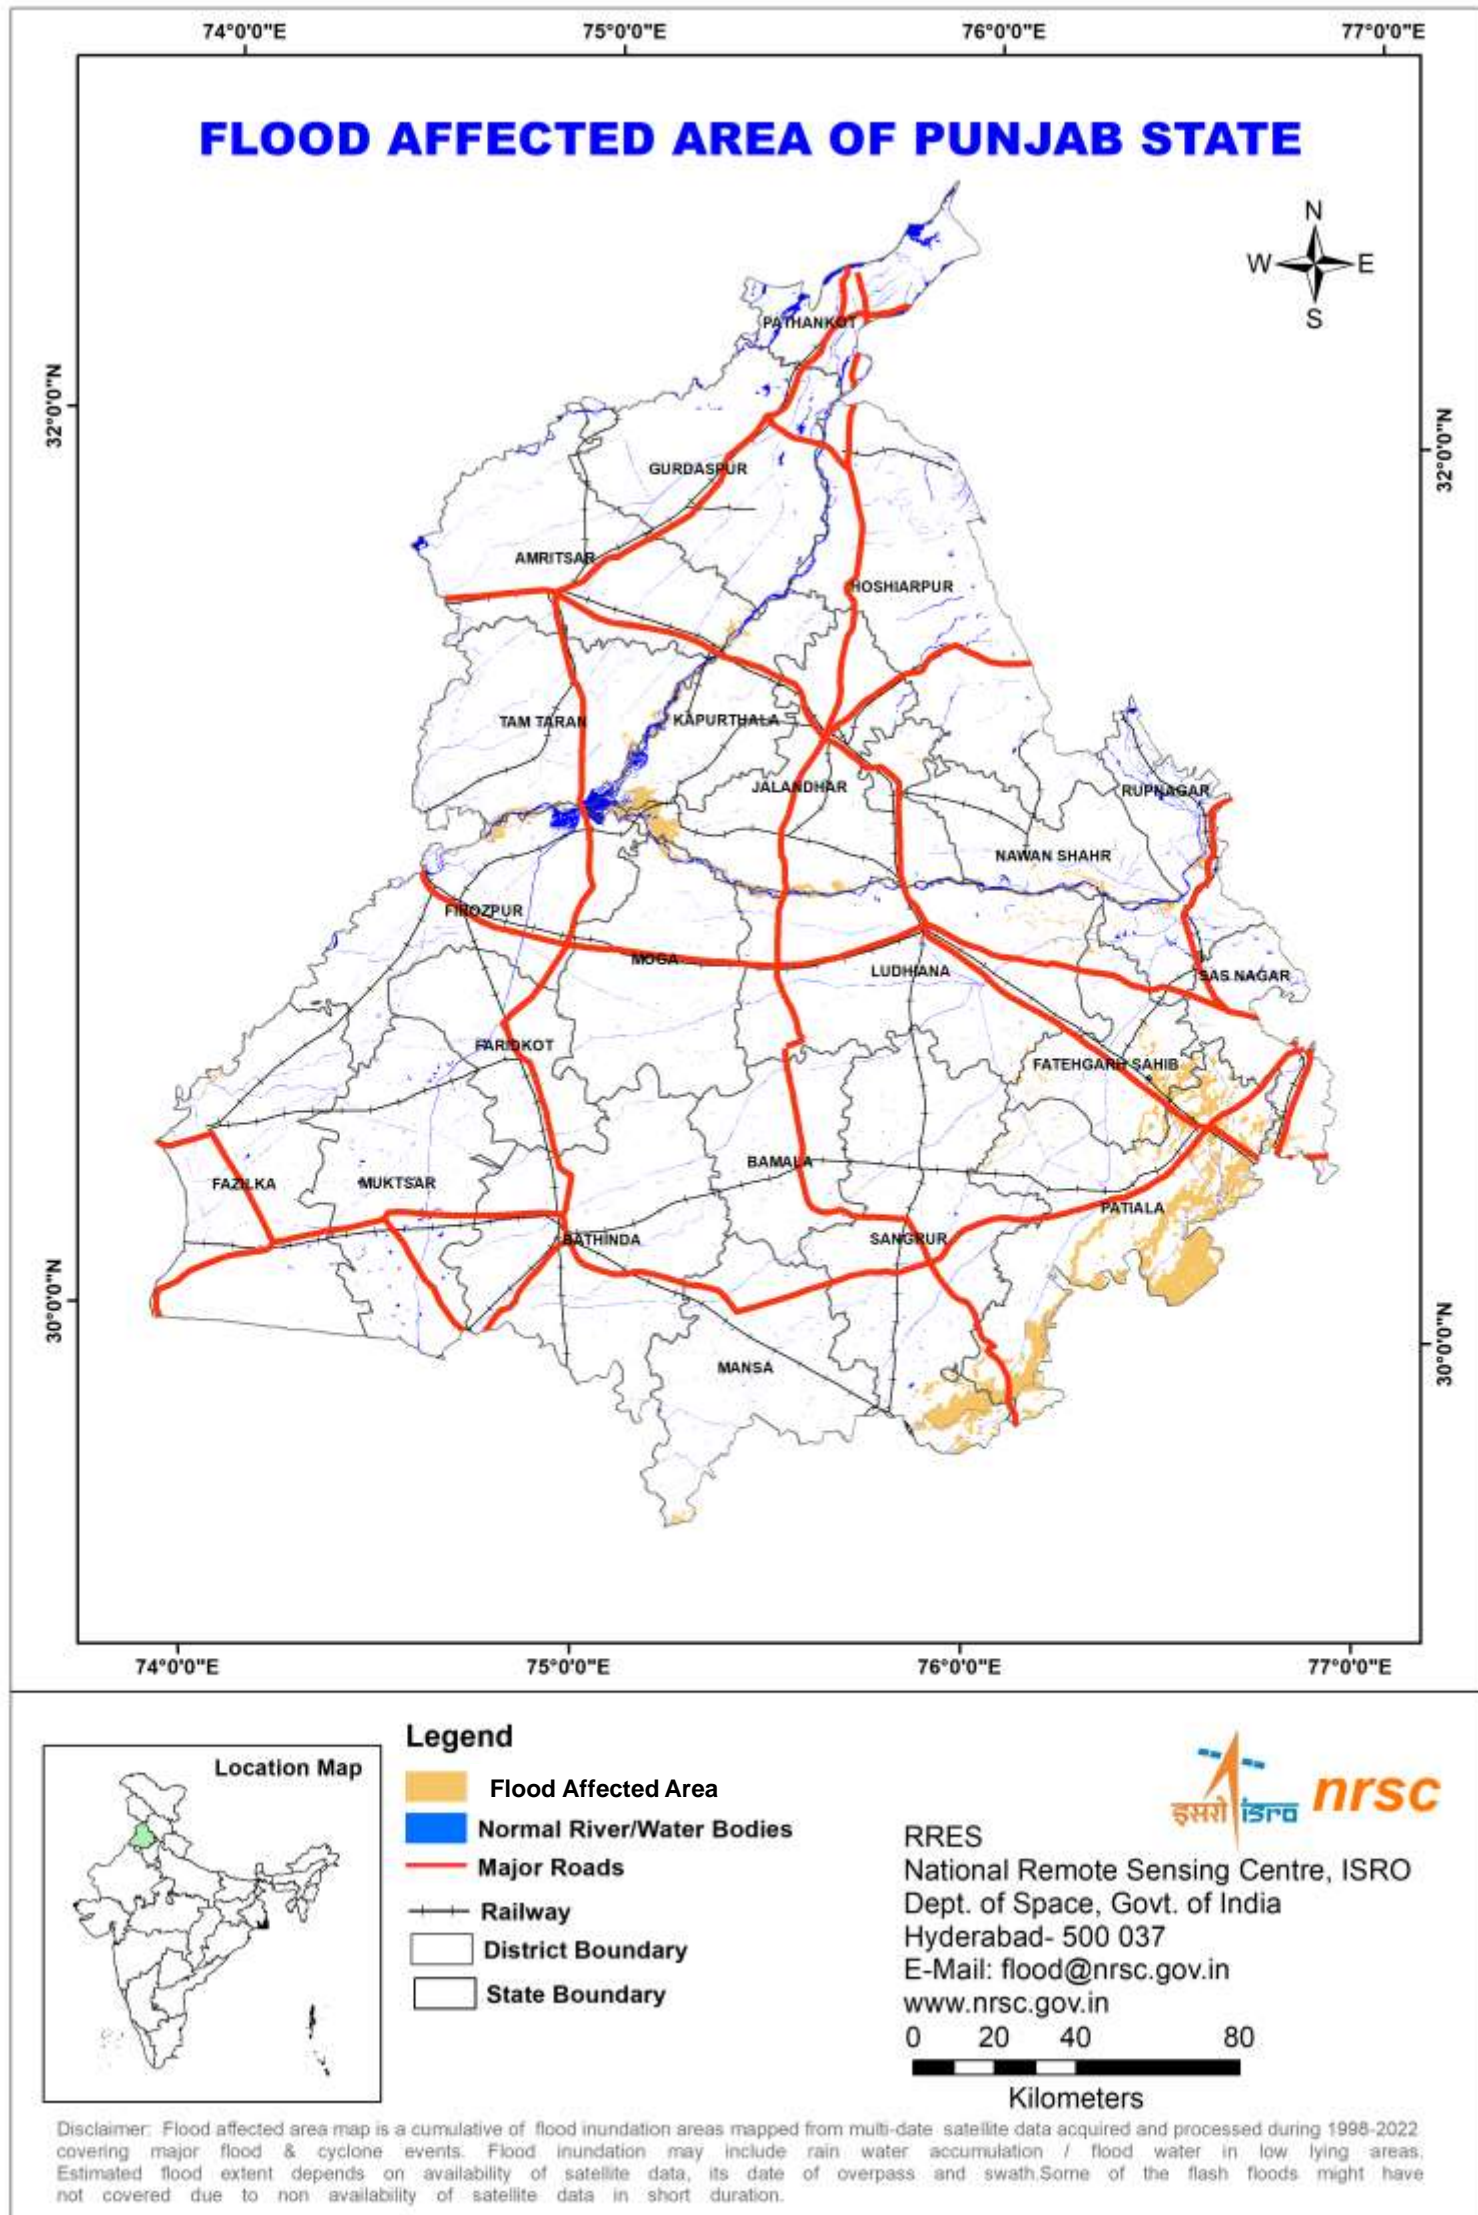 74°0'0"E 75°0'0"E 76°0'0"E 77°0'0"E
FLOOD AFFECTED AREA OF PUNJAB STATE
N
W E
S
PATHANKOT
32°0'0"N
32°0'0"N
GURDASPUR
AMRITSAR
HOSHIARPUR
TAM TARAN
KAPURTHALA
JALANDHAR
RUPNAGAR
NAWAN SHAHR
FIROZPUR
MOGA
LUDHIANA
SAS NAGAR
FARIDKOT
FATEHGARH SAHIB
BAMALA
FAZILKA
MUKTSAR
PATIALA
BATHINDA
SANGRUR
30°0'0"N
30°0'0"N
MANSA
74°0'0"E 75°0'0"E 76°0'0"E 77°0'0"E
Location Map
Legend
Flood Affected Area
Normal River/Water Bodies
Major Roads
Railway
District Boundary
State Boundary
इसरो isro nrsc
RRES
National Remote Sensing Centre, ISRO
Dept. of Space, Govt. of India
Hyderabad- 500 037
E-Mail: flood@nrsc.gov.in
www.nrsc.gov.in
0 20 40 80
Kilometers
Disclaimer: Flood affected area map is a cumulative of flood inundation areas mapped from multi-date satellite data acquired and processed during 1998-2022
covering major flood & cyclone events. Flood inundation may include rain water accumulation / flood water in low lying areas.
Estimated flood extent depends on availability of satellite data, its date of overpass and swath.Some of the flash floods might have
not covered due to non availability of satellite data in short duration.